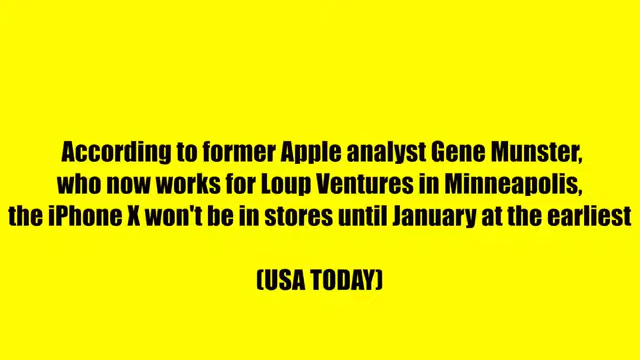 According to former Apple analyst Gene Munster,
who now works for Loup Ventures in Minneapolis,
the iPhone X won't be in stores until January at the earliest
(USA TODAY)